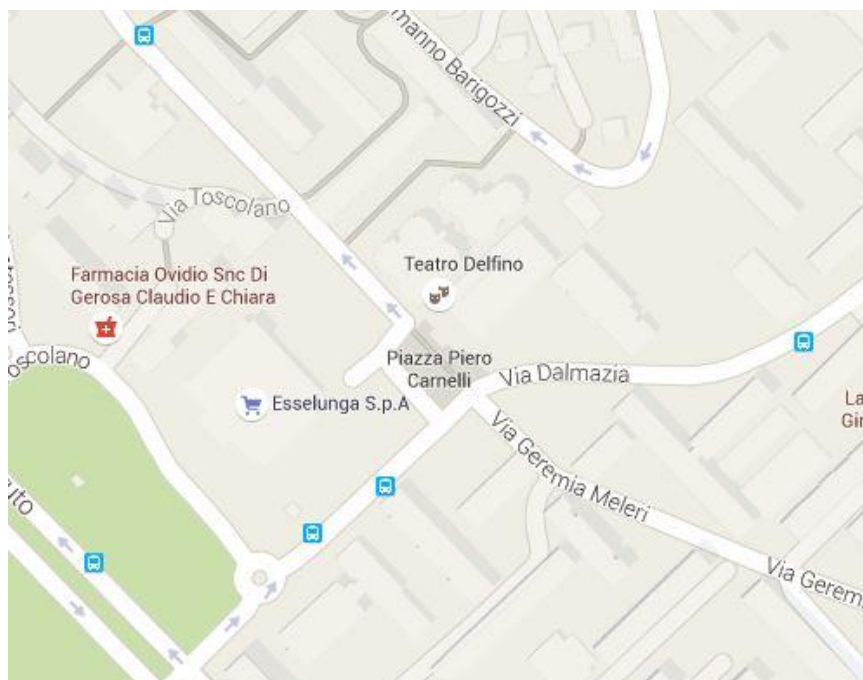 manno Barigozzi
Via Toscolano
Teatro Delfino
Farmacia Ovidio Snc Di
Gerosa Claudio E Chiara
oscolano
Piazza Piero
Carnelli
Via Dalmazia
Esselunga S.p.A
La
Gir
Via Geremia Meleri
uto
Via Gerem